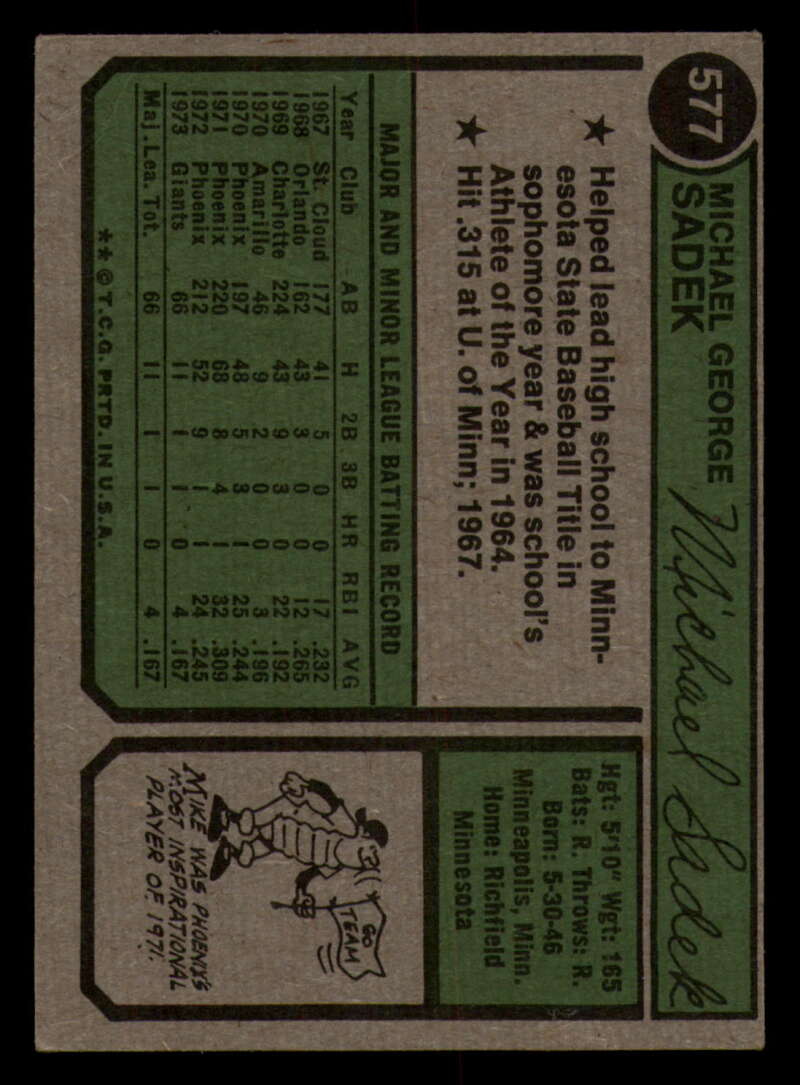 577
MICHAEL GEORGE
SADEK
Michael Sadek
★ Helped lead high school to Minn-
esota State Baseball Title in
sophomore year & was school's
Athlete of the Year in 1964.
★ Hit .315 at U. of Minn; 1967.
MAJOR AND MINOR LEAGUE BATTING RECORD
Year Club AB H 2B 3B HR RBI AVG
1967 St. Cloud 177 41 5 0 0 17 .232
1968 Orlando 162 43 3 0 0 12 .265
1969 Charlotte 224 43 9 3 0 22 .192
1970 Amarillo 46 9 2 0 0 3 .196
1970 Phoenix 197 48 5 3 1 25 .244
1971 Phoenix 220 68 8 4 1 32 .309
1972 Phoenix 212 52 9 1 1 24 .245
1973 Giants 66 11 1 1 0 4 .167
Maj. Lea. Tot. 66 11 1 1 0 4 .167
**©T.C.G. PRTD. IN U.S.A.
Hgt: 5'10" Wgt: 165
Bats: R. Throws: R.
Born: 5-30-46
Minneapolis, Minn.
Home: Richfield
Minnesota
GO
TEAM
MIKE WAS PHOENIX'S
MOST INSPIRATIONAL
PLAYER OF 1971.